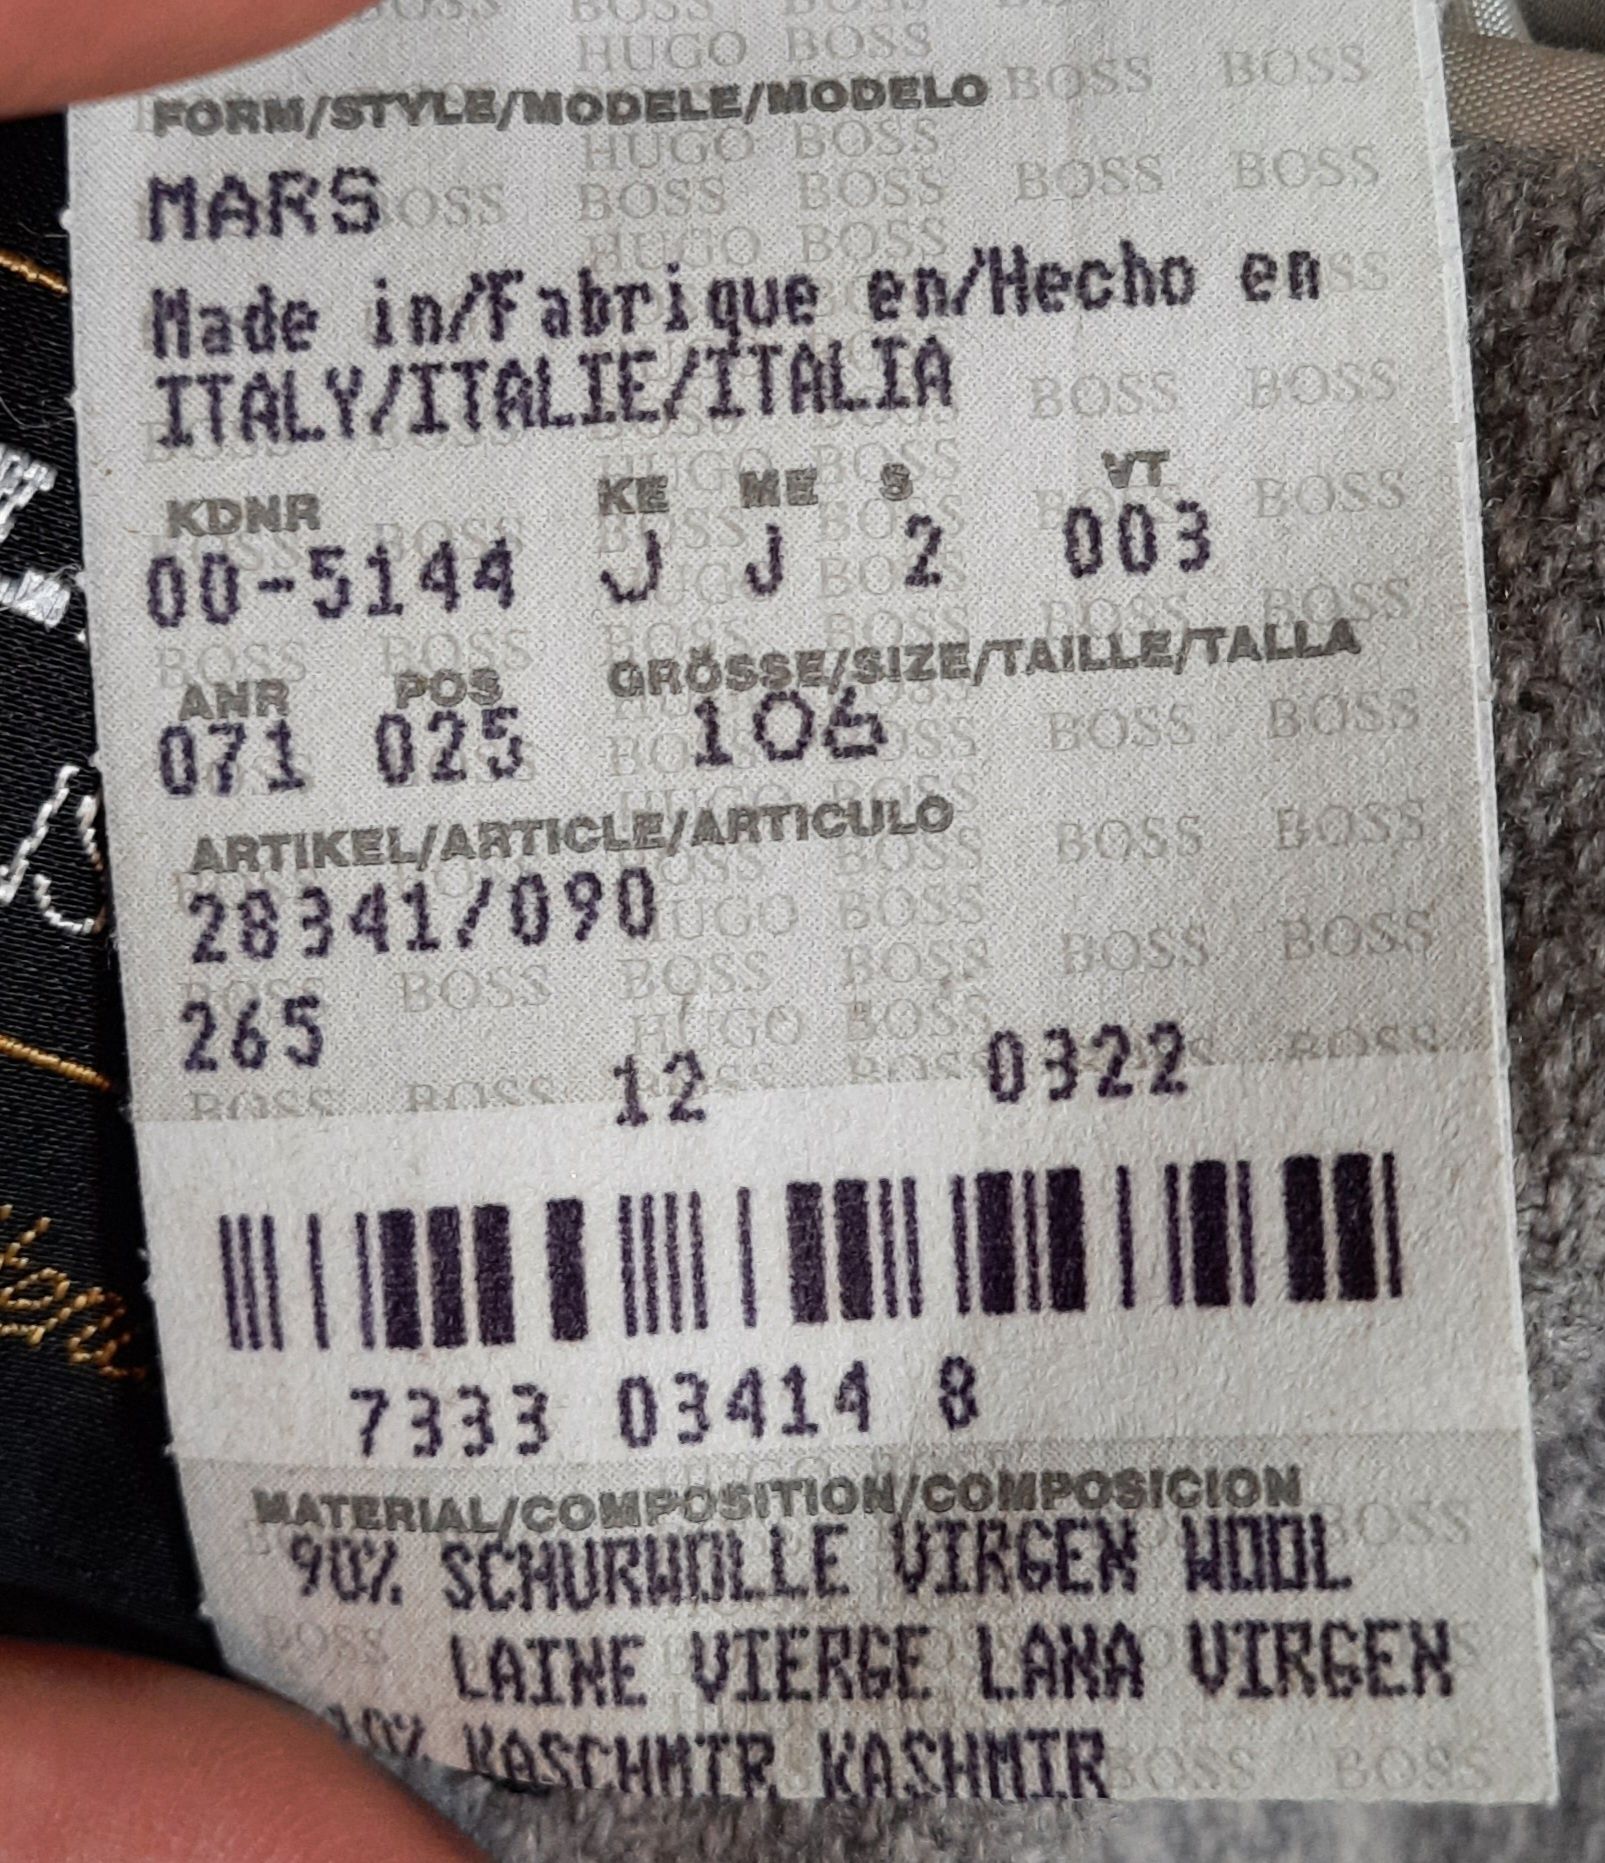 FORM/STYLE/MODELE/MODELO
MARS
Made in/Fabrique en/Hecho en
ITALY/ITALIE/ITALIA
KDNR KE ME S VT
00-5144 J J 2 003
ANR POS GRÖSSE/SIZE/TAILLE/TALLA
071 025 106
ARTIKEL/ARTICLE/ARTICULO
28341/090
265
12 0322
7333 03414 8
MATERIAL/COMPOSITION/COMPOSICION
90% SCHURWOLLE VIRGEN WOOL
LAINE VIERGE LANA VIRGEN
10% KASCHMIR KASHMIR